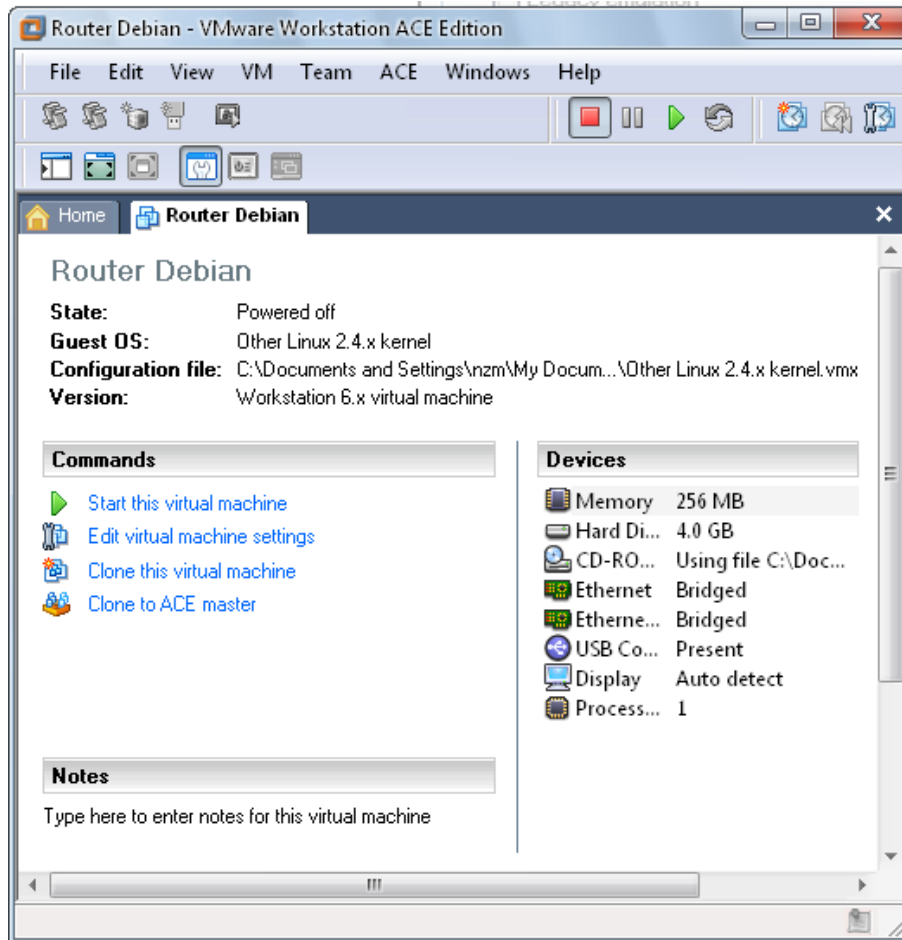 Legacy emulation
Router Debian - VMware Workstation ACE Edition
File Edit View VM Team ACE Windows Help
Home Router Debian
Router Debian
State: Powered off
Guest OS: Other Linux 2.4.x kernel
Configuration file: C:\Documents and Settings\nzm\My Docum...\Other Linux 2.4.x kernel.vmx
Version: Workstation 6.x virtual machine
Commands
Start this virtual machine
Edit virtual machine settings
Clone this virtual machine
Clone to ACE master
Devices
Memory 256 MB
Hard Di... 4.0 GB
CD-RO... Using file C:\Doc...
Ethernet Bridged
Etherne... Bridged
USB Co... Present
Display Auto detect
Process... 1
Notes
Type here to enter notes for this virtual machine